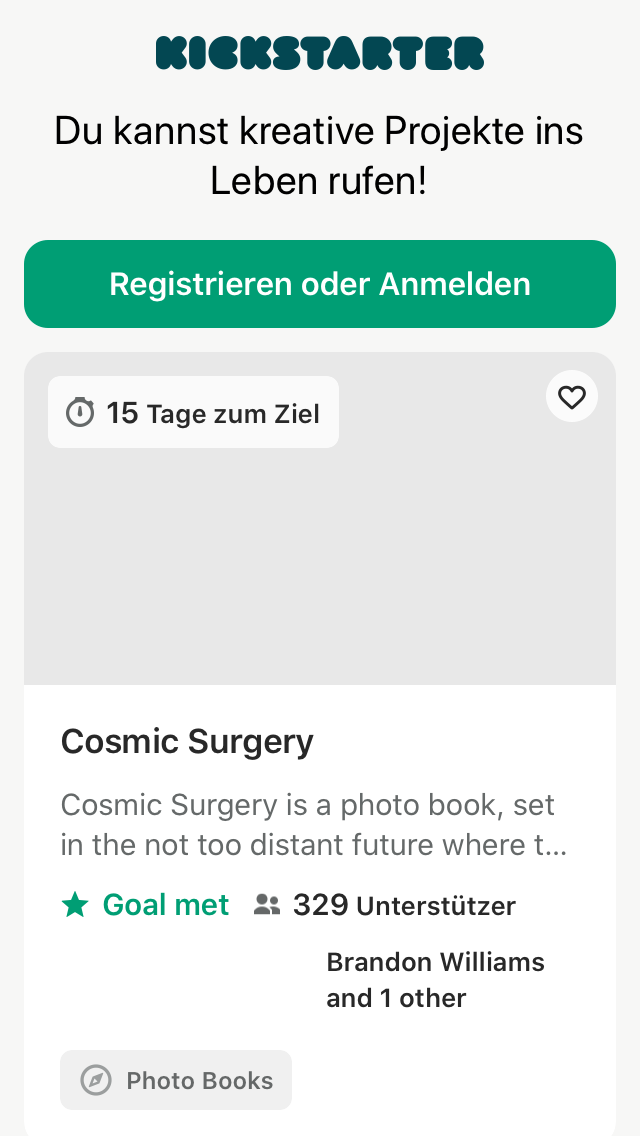 KICKSTARTER
Du kannst kreative Projekte ins
Leben rufen!
Registrieren oder Anmelden
15 Tage zum Ziel
Cosmic Surgery
Cosmic Surgery is a photo book, set
in the not too distant future where t...
Goal met 329 Unterstützer
Brandon Williams
and 1 other
Photo Books